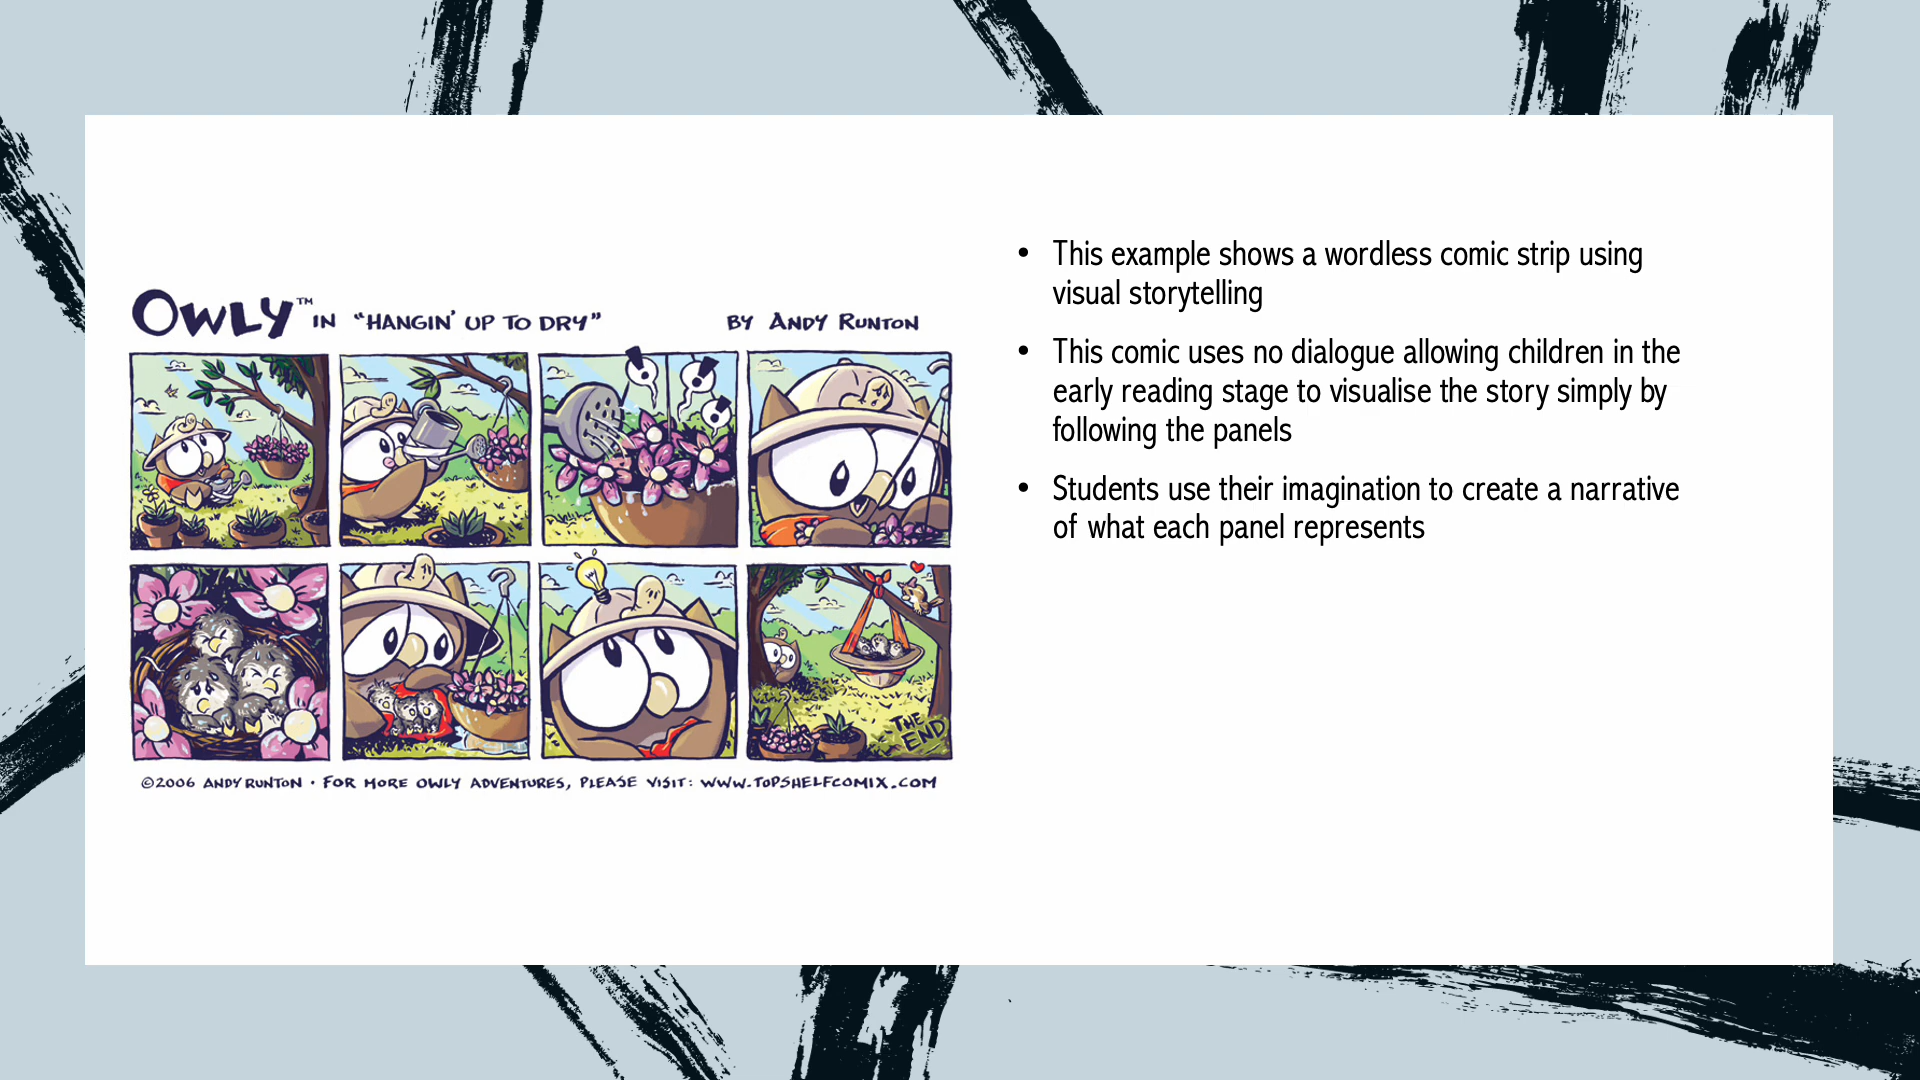 OWLY™ IN "HANGIN' UP TO DRY" BY ANDY RUNTON
! ! !
THE
END
©2006 ANDY RUNTON • FOR MORE OWLY ADVENTURES, PLEASE VISIT: WWW.TOPSHELFCOMIX.COM
• This example shows a wordless comic strip using
visual storytelling
• This comic uses no dialogue allowing children in the
early reading stage to visualise the story simply by
following the panels
• Students use their imagination to create a narrative
of what each panel represents